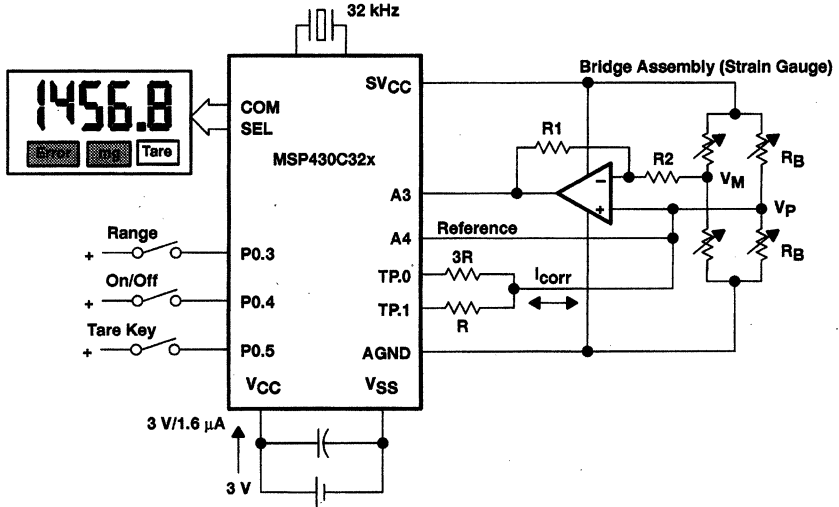 32 kHz
Bridge Assembly (Strain Gauge)
SVCC
COM
SEL
1456.8
Error
mg
Tare
MSP430C32x
R1
R2
RB
VM
A3
VP
A4
Reference
RB
Range
P0.3
TP.0
3R
Icorr
On/Off
P0.4
TP.1
R
Tare Key
P0.5
AGND
VCC
VSS
3 V/1.6 µA
3 V
−
+
+
+
+